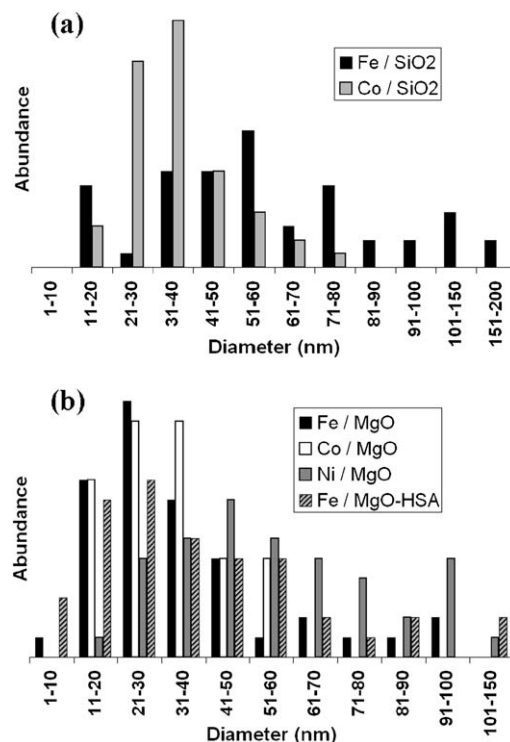 (a)
Fe / SiO2
Co / SiO2
Abundance
1-10
11-20
21-30
31-40
41-50
51-60
61-70
71-80
81-90
91-100
101-150
151-200
Diameter (nm)
(b)
Fe / MgO
Co / MgO
Ni / MgO
Fe / MgO-HSA
Abundance
1-10
11-20
21-30
31-40
41-50
51-60
61-70
71-80
81-90
91-100
101-150
Diameter (nm)